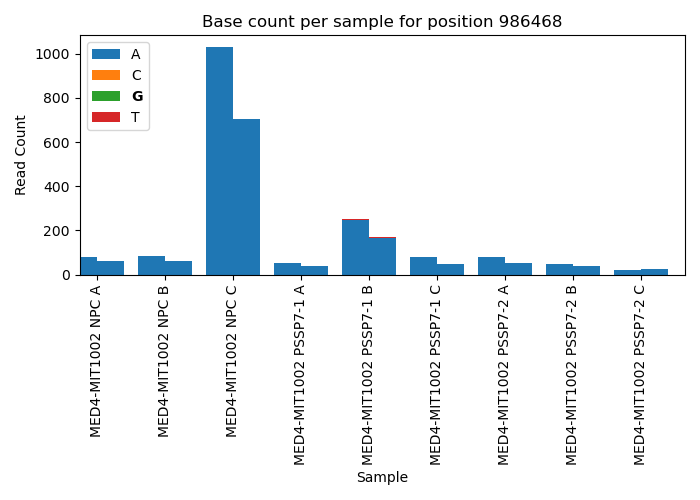 Base count per sample for position 986468
A
C
G
T
1000
800
600
400
200
0
Read Count
MED4-MIT1002 NPC A
MED4-MIT1002 NPC B
MED4-MIT1002 NPC C
MED4-MIT1002 PSSP7-1 A
MED4-MIT1002 PSSP7-1 B
MED4-MIT1002 PSSP7-1 C
MED4-MIT1002 PSSP7-2 A
MED4-MIT1002 PSSP7-2 B
MED4-MIT1002 PSSP7-2 C
Sample